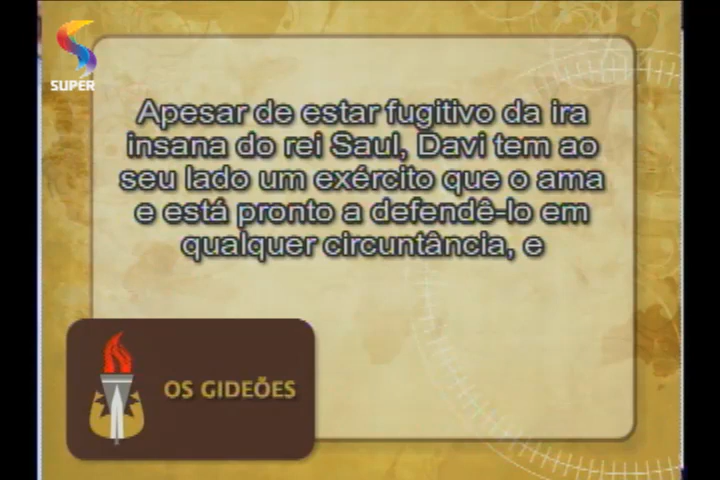 SUPER
Apesar de estar fugitivo da ira
insana do rei Saul, Davi tem ao
seu lado um exército que o ama
e está pronto a defendê-lo em
qualquer circuntância, e
OS GIDEÕES